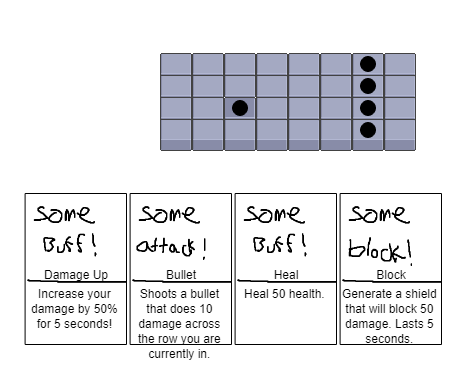 some
Buff!
Damage Up
Increase your
damage by 50%
for 5 seconds!
some
attack!
Bullet
Shoots a bullet
that does 10
damage across
the row you are
currently in.
some
Buff!
Heal
Heal 50 health.
some
block!
Block
Generate a shield
that will block 50
damage. Lasts 5
seconds.